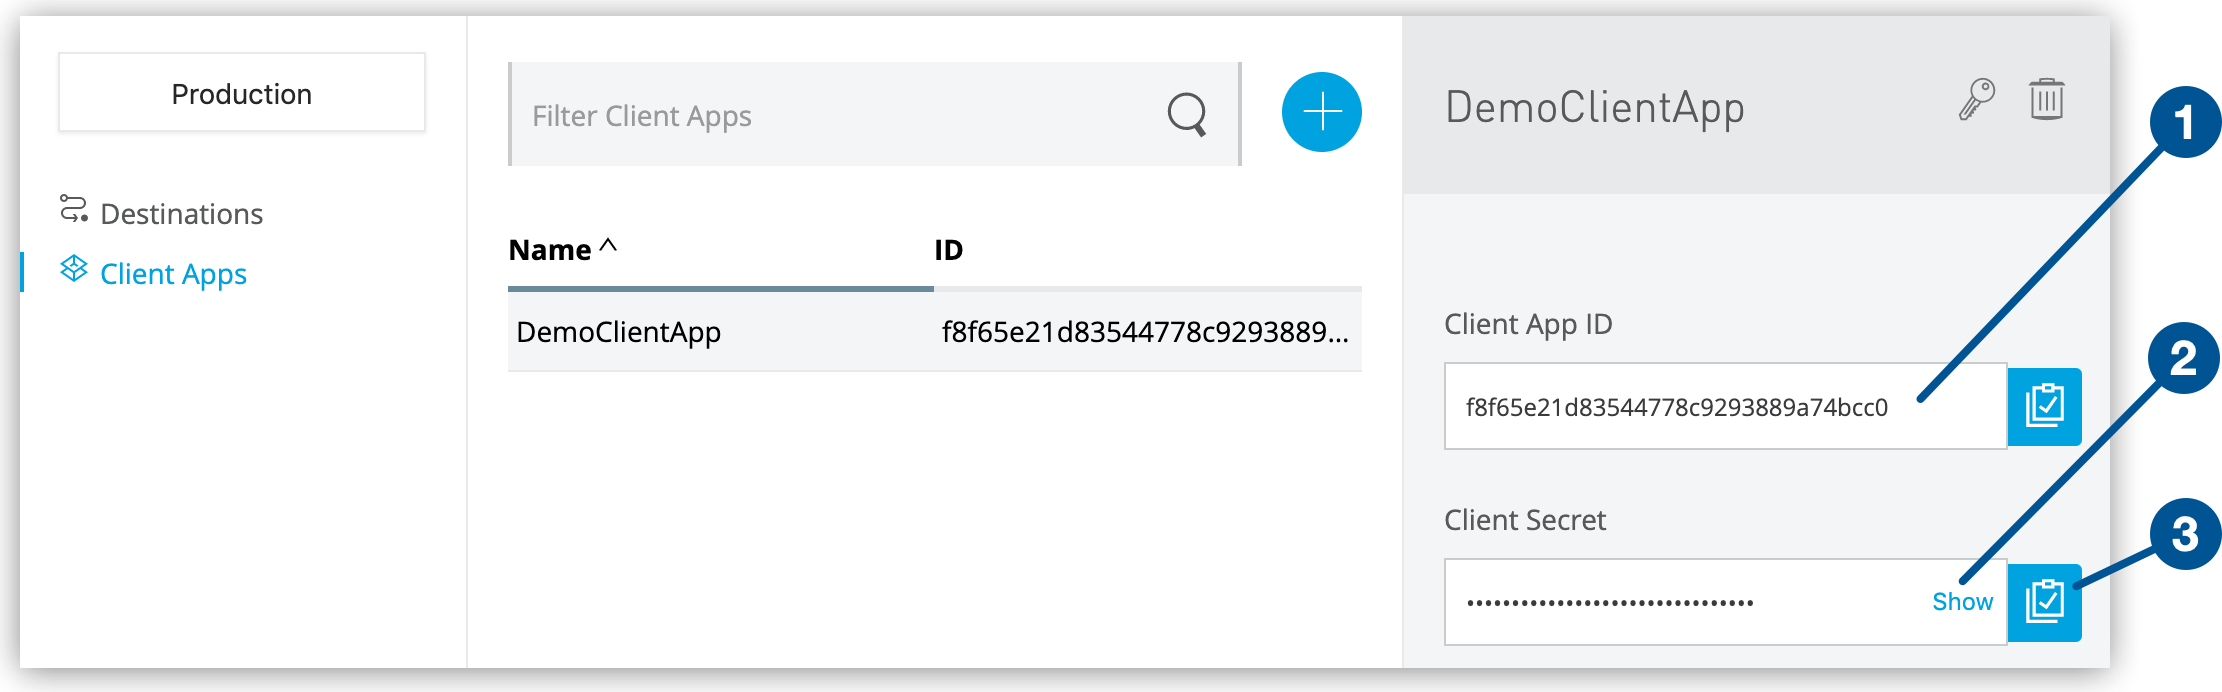 Production
Destinations
Client Apps
Filter Client Apps
Name ID
DemoClientApp f8f65e21d83544778c9293889...
DemoClientApp
Client App ID
f8f65e21d83544778c9293889a74bcc0
Client Secret
•••••••••••••••••••••••••••••••• Show
1
2
3